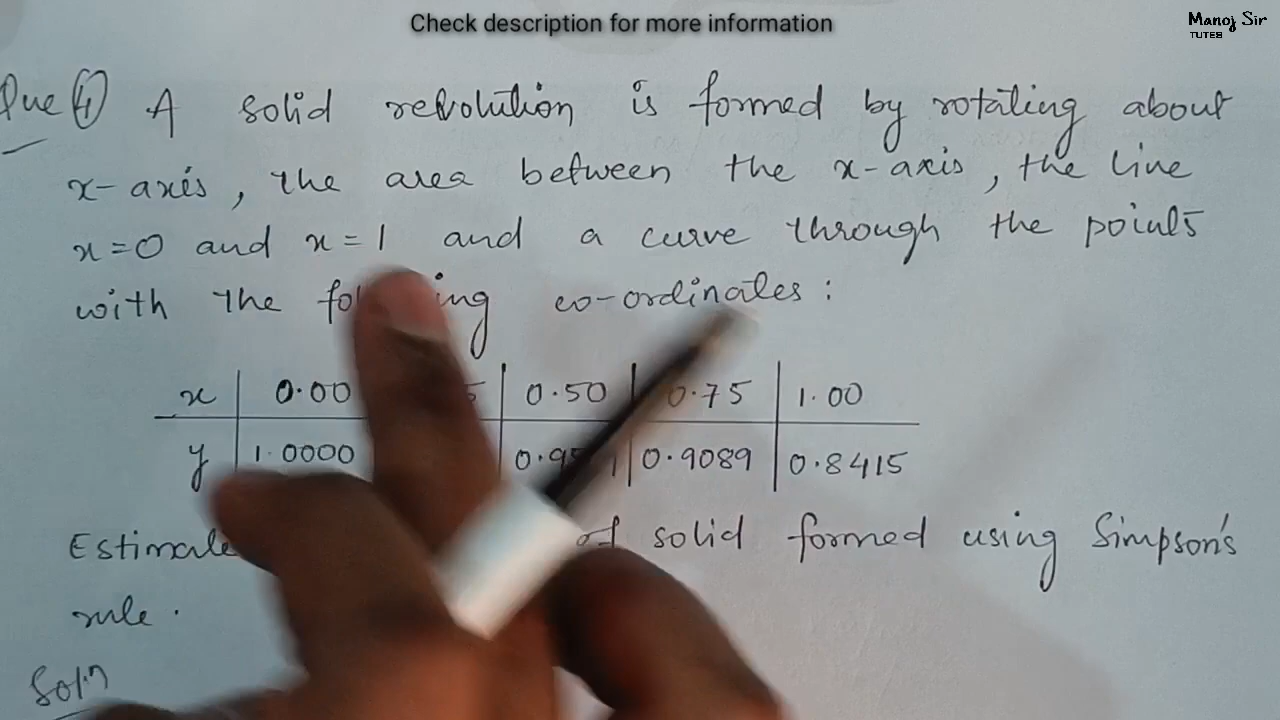 Check description for more information
Manoj Sir
TUTES
Que (4) A solid revolution is formed by rotating about
x-axis, the area between the x-axis, the line
x=0 and x=1 and a curve through the points
with the co-ordinates:
x 0.00 0.50 0.75 1.00
y 1.0000 0.9089 0.8415
Estimate of solid formed using Simpson's
rule.
Soln